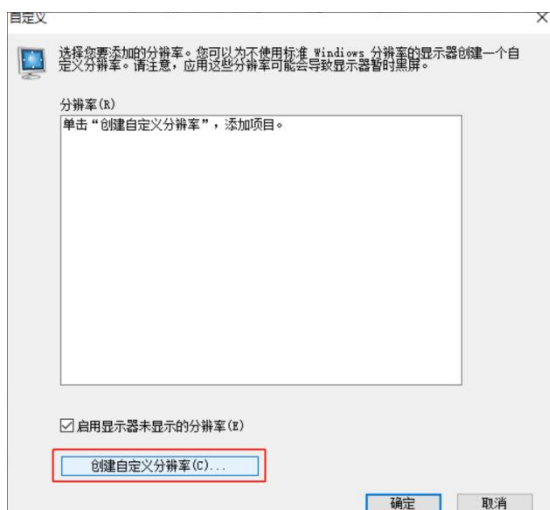 自定义
选择您要添加的分辨率。您可以为不使用标准 Windiows 分辨率的显示器创建一个自
定义分辨率。请注意，应用这些分辨率可能会导致显示器暂时黑屏。
分辨率(R)
单击“创建自定义分辨率”，添加项目。
启用显示器未显示的分辨率(E)
创建自定义分辨率(C)...
确定
取消